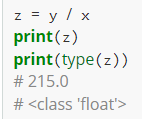 z = y / x
print(z)
print(type(z))
# 215.0
# <class 'float'>